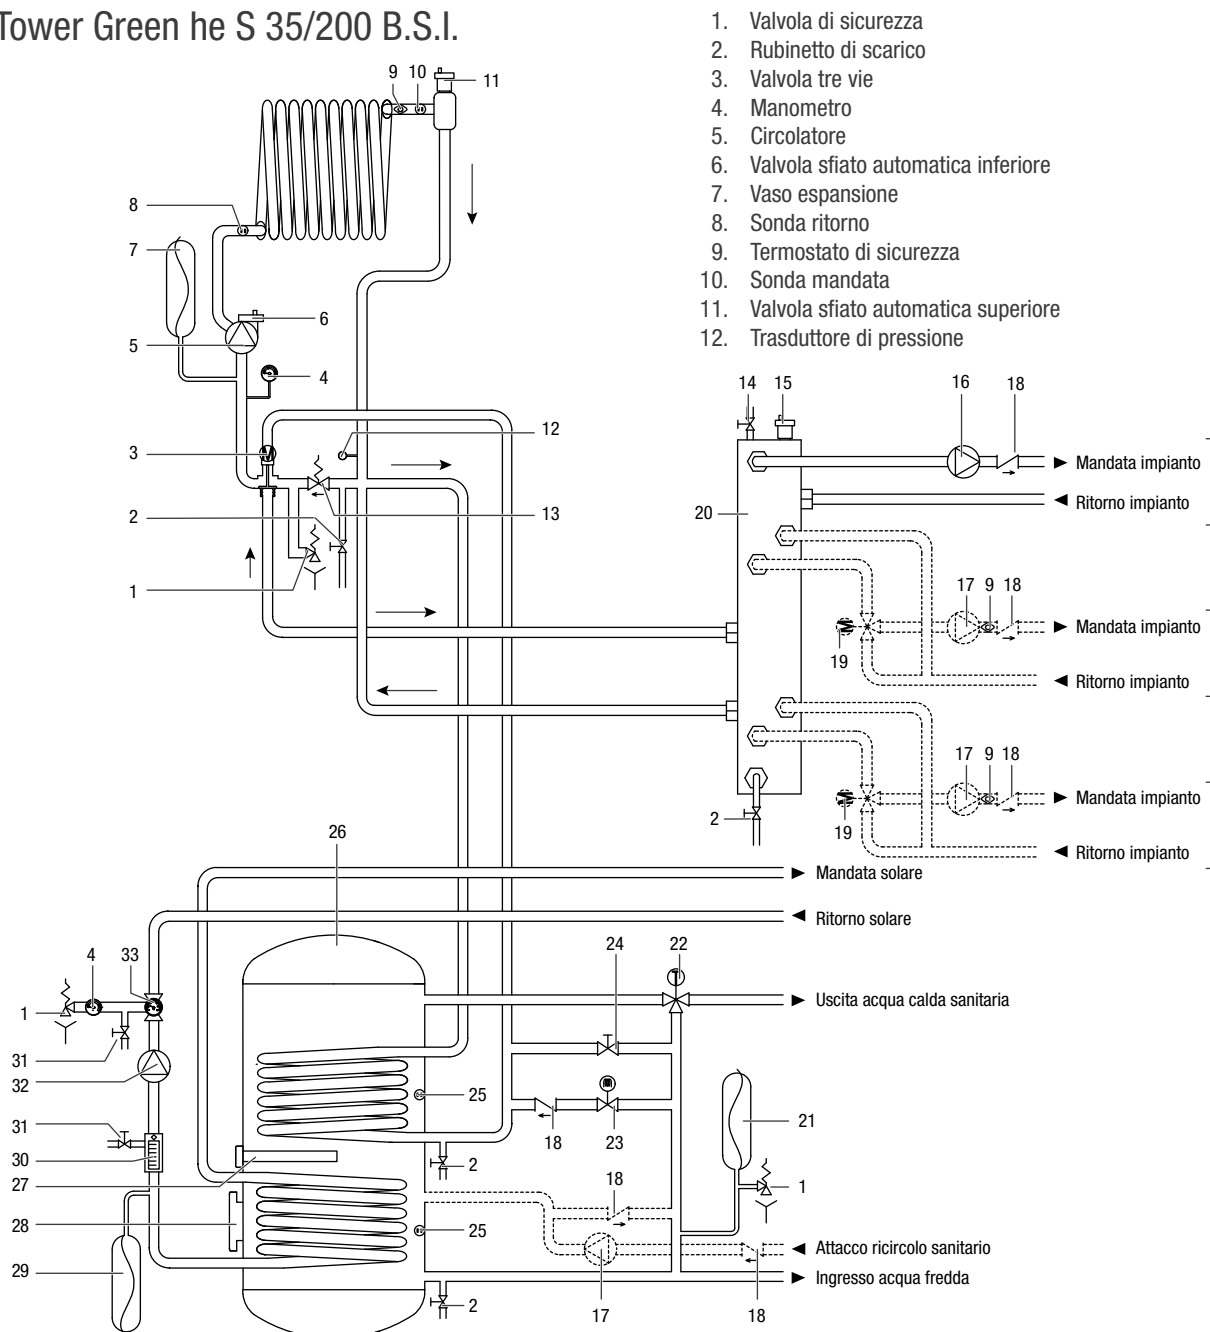 Tower Green he S 35/200 B.S.I.
1. Valvola di sicurezza
2. Rubinetto di scarico
3. Valvola tre vie
4. Manometro
5. Circolatore
6. Valvola sfiato automatica inferiore
7. Vaso espansione
8. Sonda ritorno
9. Termostato di sicurezza
10. Sonda mandata
11. Valvola sfiato automatica superiore
12. Trasduttore di pressione
9 10 11
8
7
6
5
4
14 15 16 18
3
12
Mandata impianto
Ritorno impianto
2
13
20
1
17 9 18
Mandata impianto
19
Ritorno impianto
17 9 18
Mandata impianto
2
19
26
Ritorno impianto
Mandata solare
Ritorno solare
4 33
24 22
1
Uscita acqua calda sanitaria
31
32
25
31
18 23
21
30
2
27
18
1
28
25
Attacco ricircolo sanitario
29
Ingresso acqua fredda
2
17
18